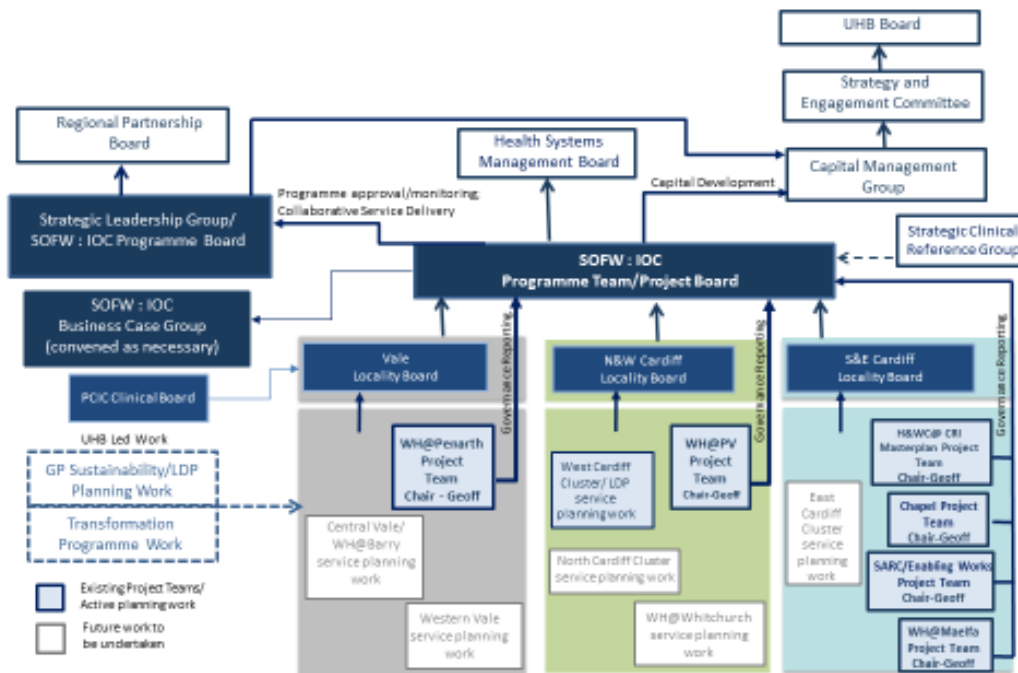 UHB Board
Strategy and
Engagement Committee
Regional Partnership
Board
Health Systems
Management Board
Capital Management
Group
Programme approval/monitoring;
Collaborative Service Delivery
Capital Development
Strategic Leadership Group/
SOFW : IOC Programme Board
Strategic Clinical
Reference Group
SOFW : IOC
Programme Team/Project Board
SOFW : IOC
Business Case Group
(convened as necessary)
Vale
Locality Board
Governance Reporting
N&W Cardiff
Locality Board
Governance Reporting
S&E Cardiff
Locality Board
Governance Reporting
PCIC Clinical Board
UHB Led Work
GP Sustainability/LDP
Planning Work
Transformation
Programme Work
WH@Penarth
Project
Team
Chair - Geoff
Central Vale/
WH@Barry
service planning
work
Western Vale
service planning
work
West Cardiff
Cluster/ LDP
service
planning work
WH@PV
Project
Team
Chair-Geoff
North Cardiff Cluster
service planning work
WH@Whitchurch
service planning
work
H&WC@ CRI
Masterplan Project
Team
Chair-Geoff
East
Cardiff
Cluster
service
planning
work
Chapel Project
Team
Chair-Geoff
SARC/Enabling Works
Project Team
Chair-Geoff
WH@Maelfa
Project Team
Chair-Geoff
Existing Project Teams/
Active planning work
Future work to
be undertaken